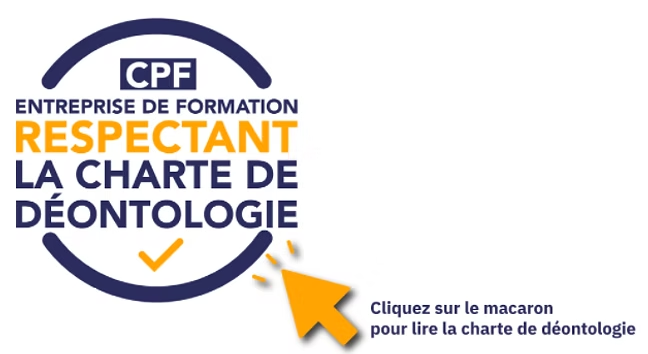 CPF
ENTREPRISE DE FORMATION
RESPECTANT
LA CHARTE DE
DÉONTOLOGIE
Cliquez sur le macaron
pour lire la charte de déontologie